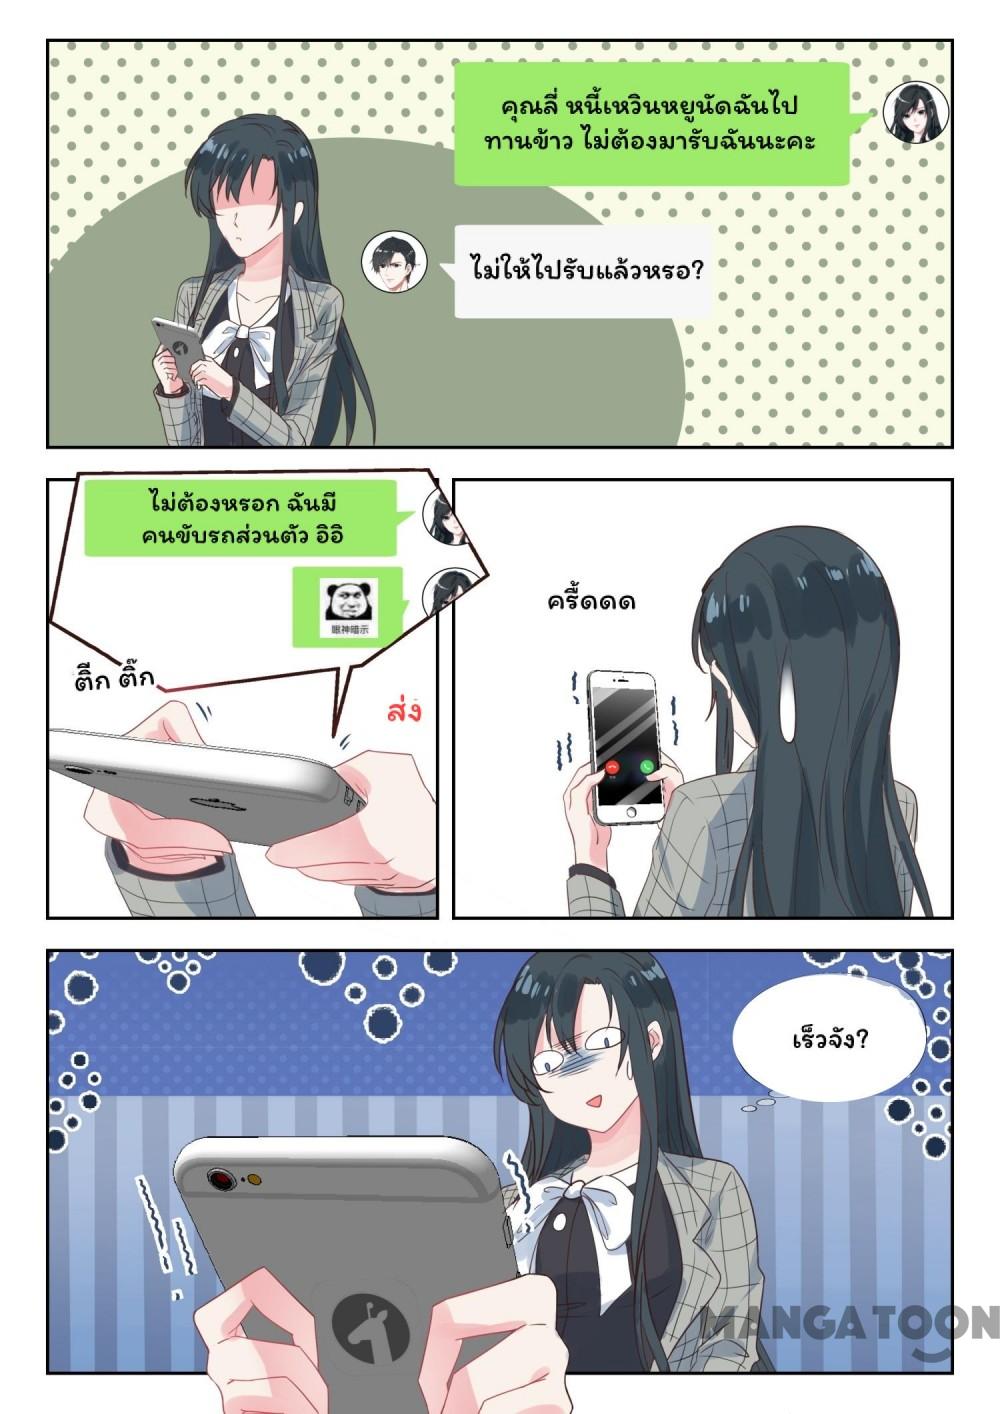 คุณลี่ หนี้เหวินหยูนัดฉันไป
ทานข้าว ไม่ต้องมารับฉันนะคะ
ไม่ให้ไปรับแล้วหรอ?
ไม่ต้องหรอก ฉันมี
คนขับรถส่วนตัว อิอิ
眼神暗示
ตึก ติ๊ก
ส่ง
ครื้ดดด
เร็วจัง?
MANGATOON